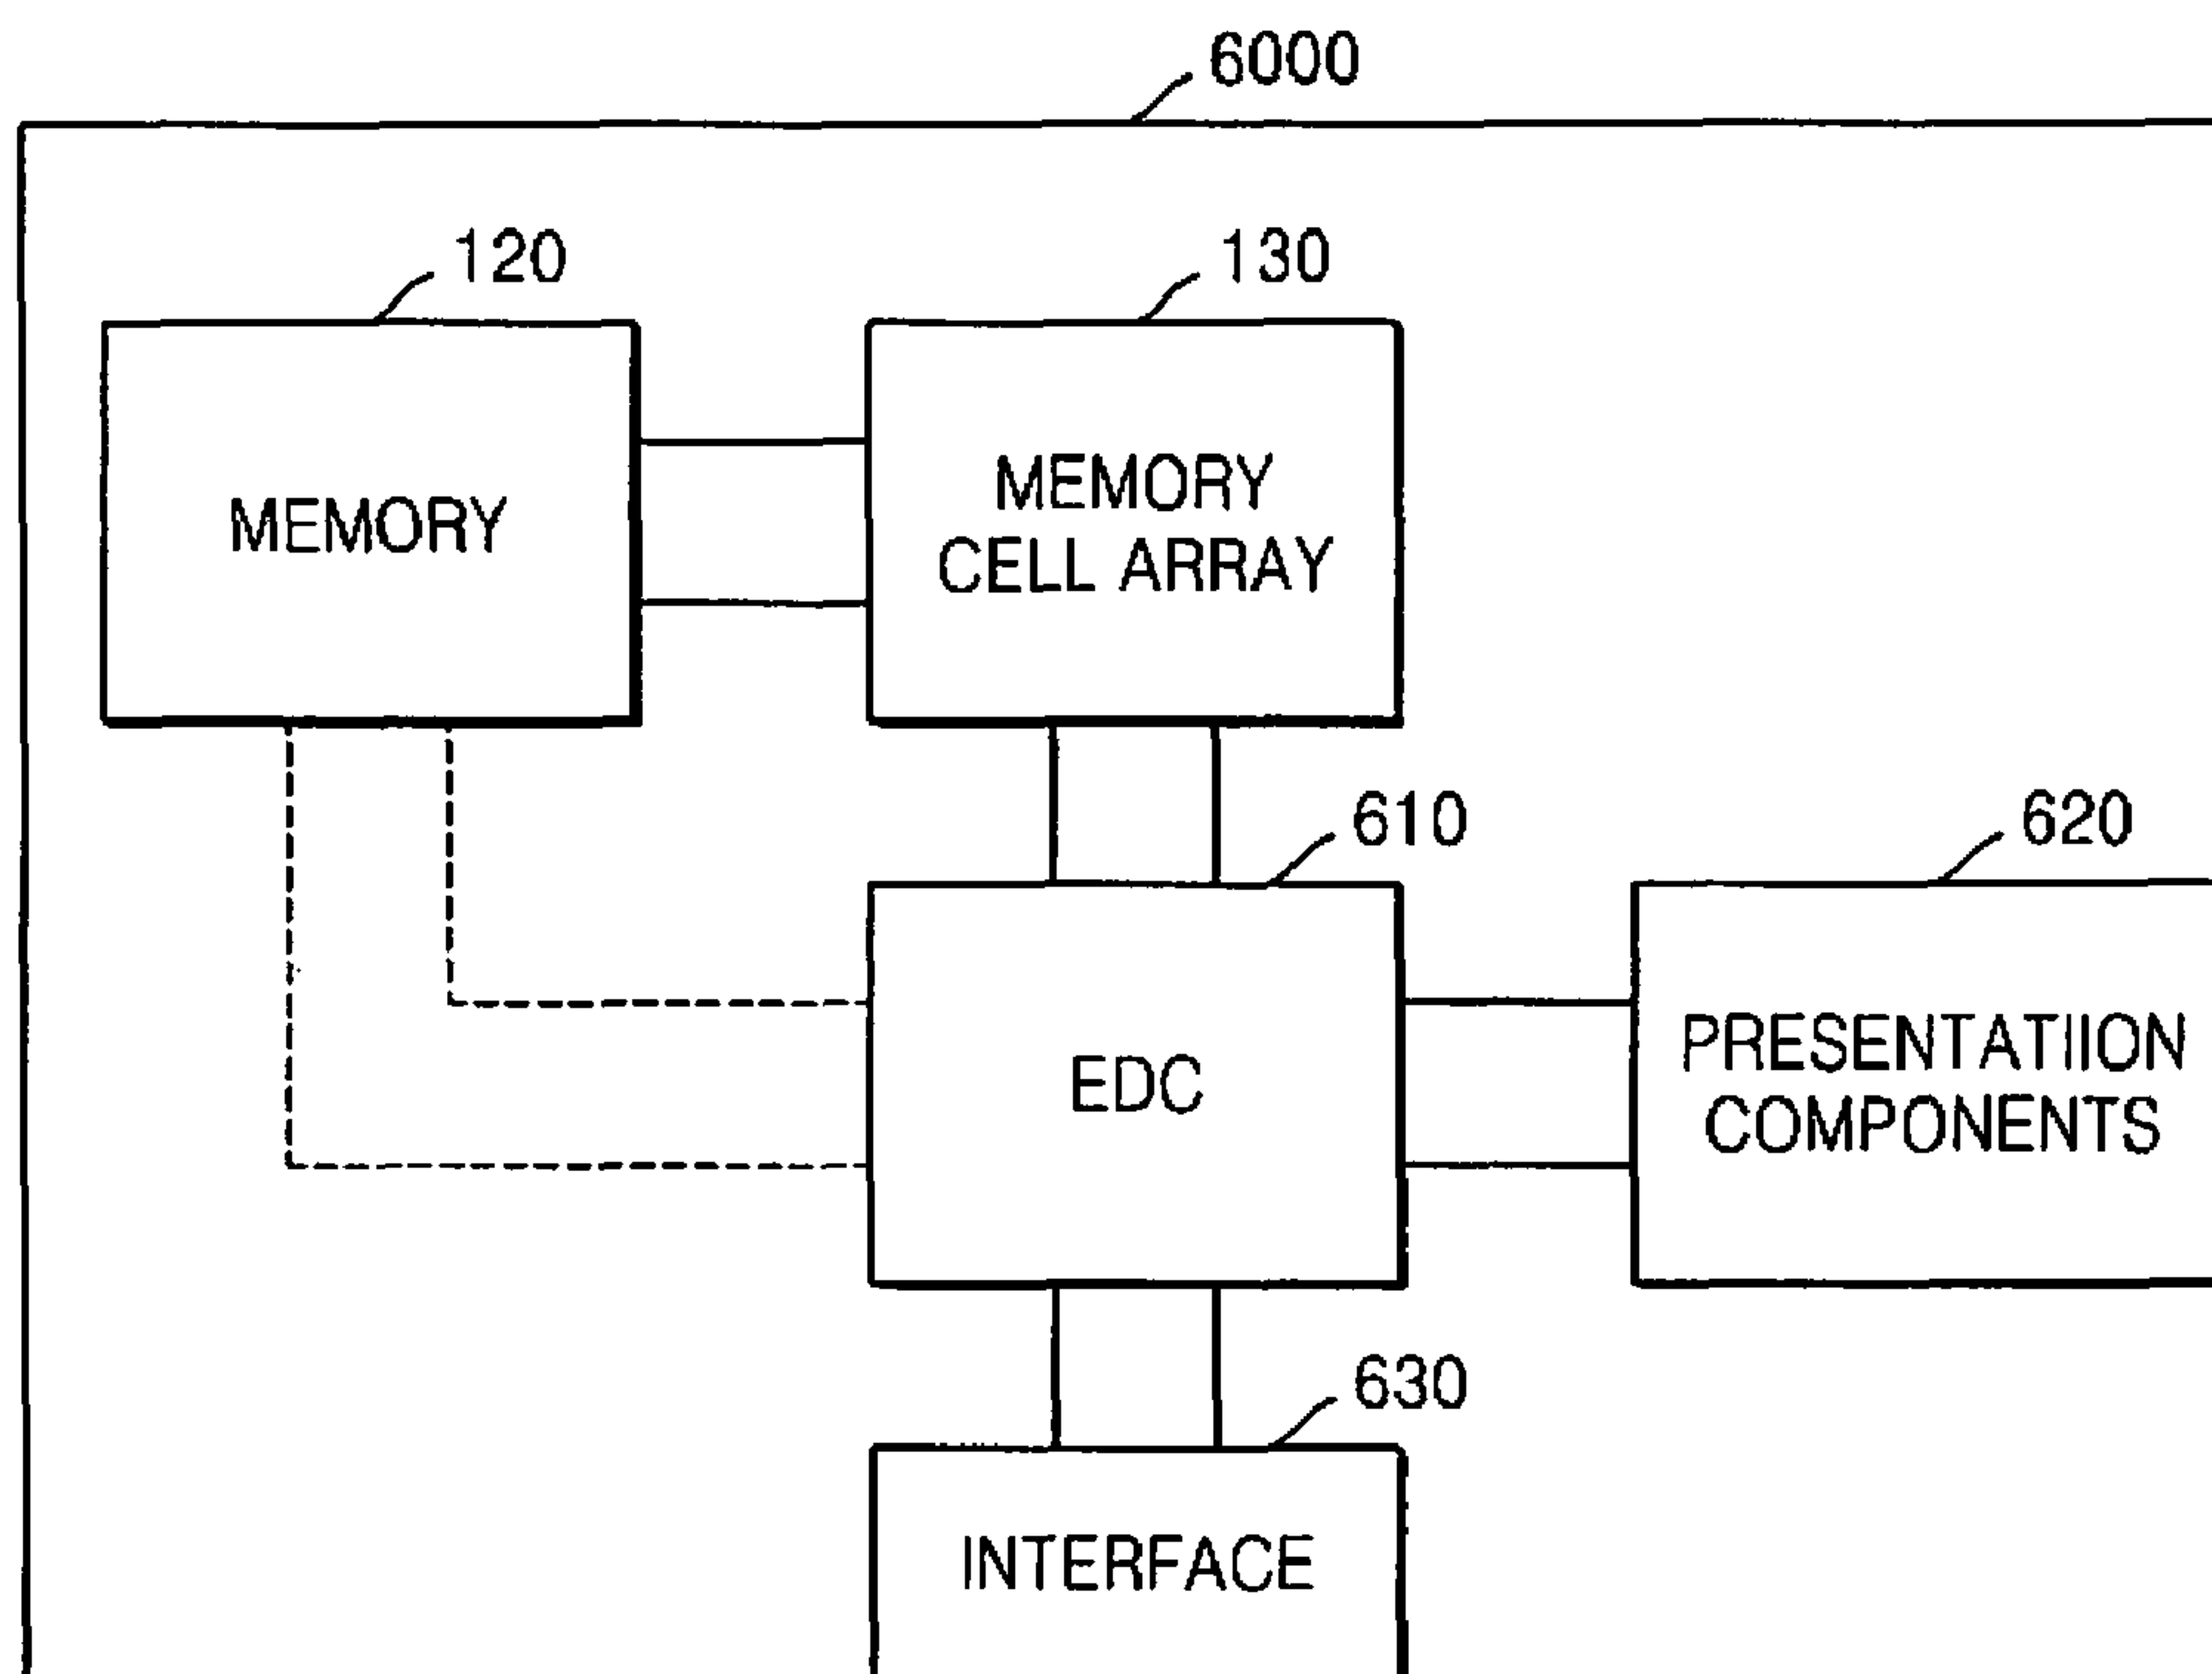 6000
120
130
MEMORY
MEMORY
CELL ARRAY
610
620
EDC
PRESENTATIION
COMPONENTS
630
INTERFACE